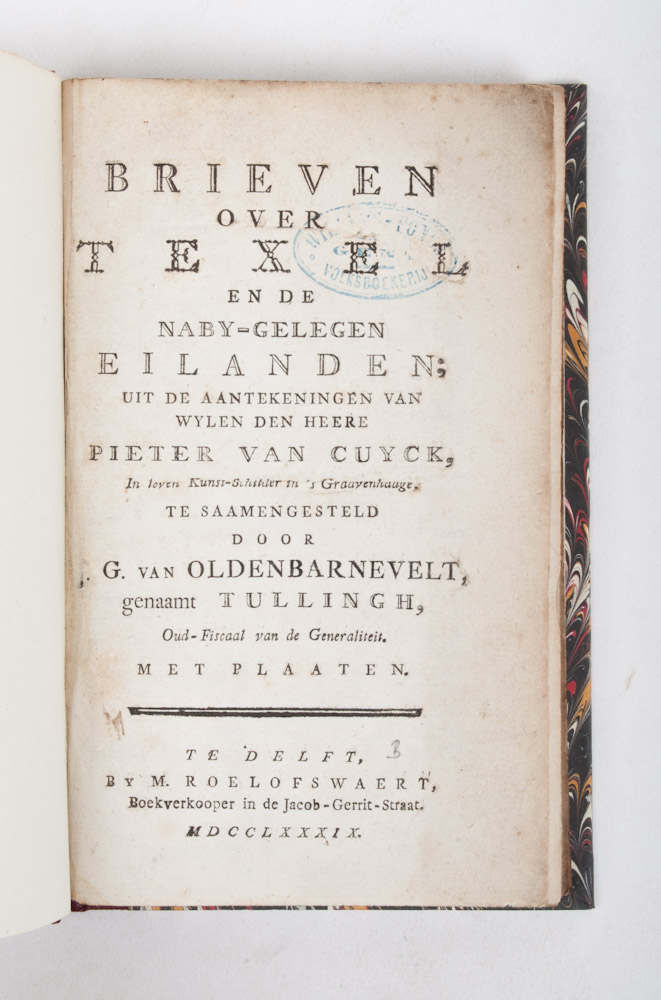 BRIEVEN
OVER
TEXEL
EN DE
NABY-GELEGEN
EILANDEN;
UIT DE AANTEKENINGEN VAN
WYLEN DEN HEERE
PIETER VAN CUYCK,
In leven Kunst-Schilder in 's Graavenhaage.
TE SAAMENGESTELD
DOOR
G. VAN OLDENBARNEVELT,
genaamt TULLINGH,
Oud-Fiscaal van de Generaliteit.
MET PLAATEN.
TE DELFT,
BY M. ROELOFSWAERT,
Boekverkooper in de Jacob-Gerrit-Straat.
MDCCLXXXIX.
VOLKSBOEKERIJ
B